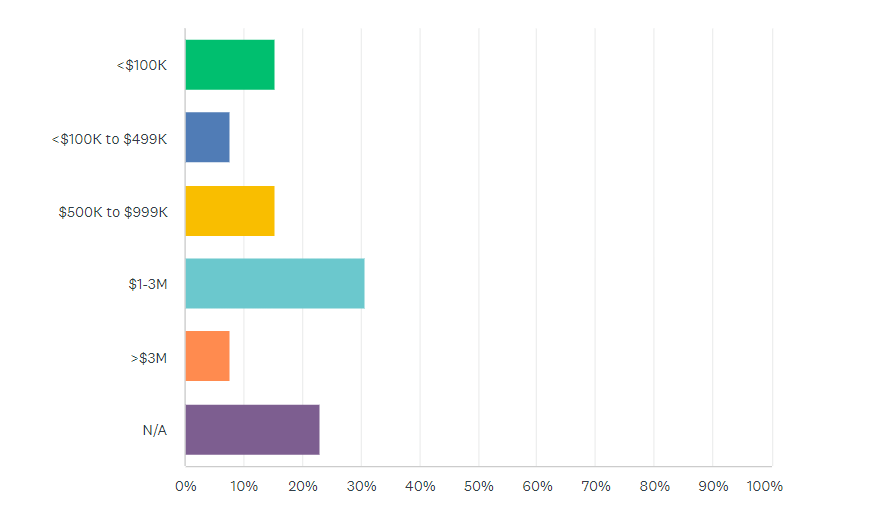 <$100K
<$100K to $499K
$500K to $999K
$1-3M
>$3M
N/A
0% 10% 20% 30% 40% 50% 60% 70% 80% 90% 100%